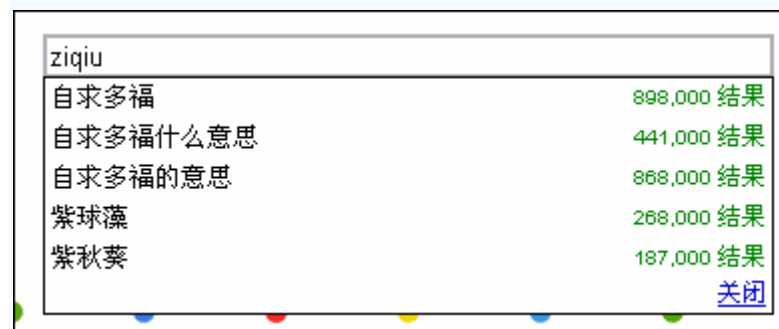 ziqiu
自求多福 898,000 结果
自求多福什么意思 441,000 结果
自求多福的意思 868,000 结果
紫球藻 268,000 结果
紫秋葵 187,000 结果
关闭